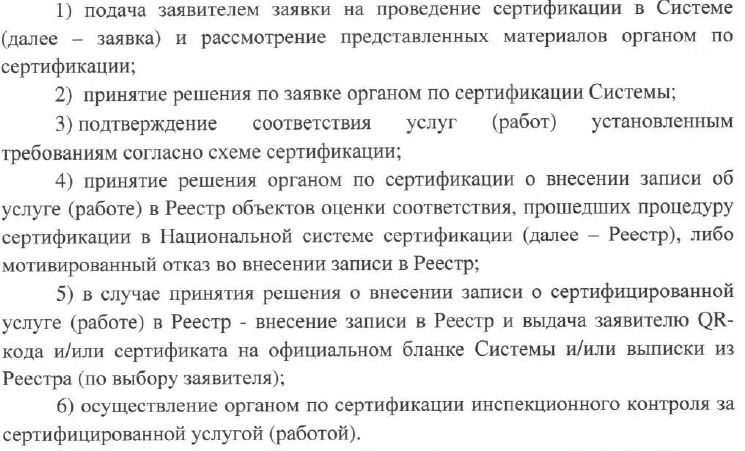 1) подача заявителем заявки на проведение сертификации в Системе
(далее – заявка) и рассмотрение представленных материалов органом по
сертификации;
2) принятие решения по заявке органом по сертификации Системы;
3) подтверждение соответствия услуг (работ) установленным
требованиям согласно схеме сертификации;
4) принятие решения органом по сертификации о внесении записи об
услуге (работе) в Реестр объектов оценки соответствия, прошедших процедуру
сертификации в Национальной системе сертификации (далее – Реестр), либо
мотивированный отказ во внесении записи в Реестр;
5) в случае принятия решения о внесении записи о сертифицированной
услуге (работе) в Реестр - внесение записи в Реестр и выдача заявителю QR-
кода и/или сертификата на официальном бланке Системы и/или выписки из
Реестра (по выбору заявителя);
6) осуществление органом по сертификации инспекционного контроля за
сертифицированной услугой (работой).